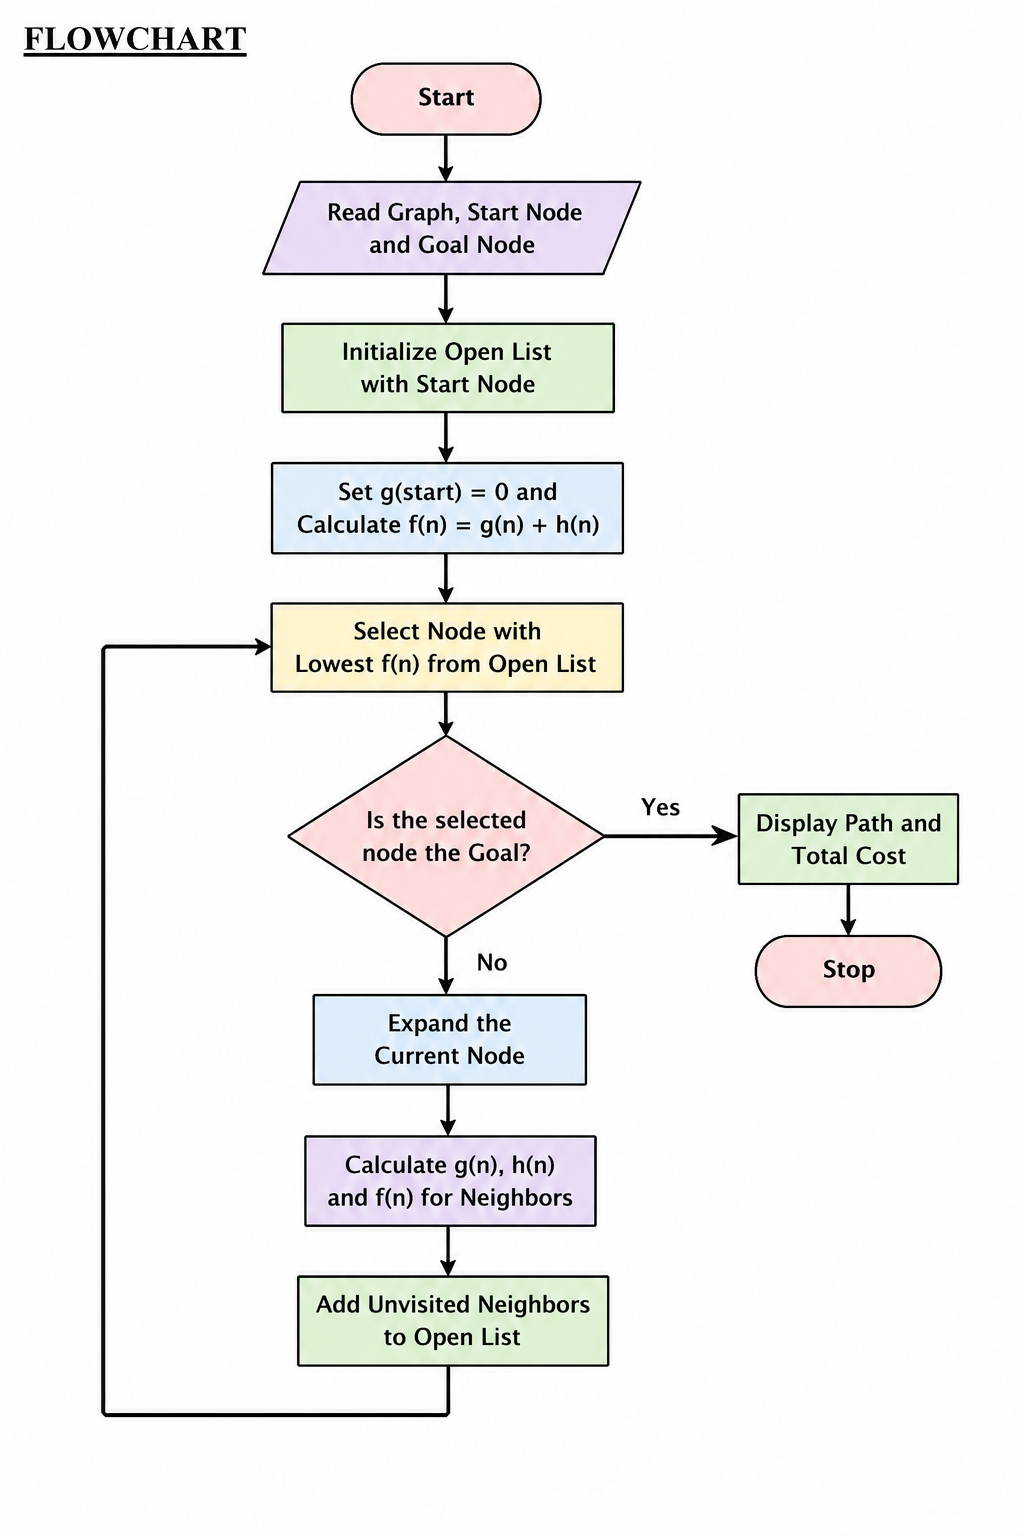 FLOWCHART
Start
Read Graph, Start Node
and Goal Node
Initialize Open List
with Start Node
Set g(start) = 0 and
Calculate f(n) = g(n) + h(n)
Select Node with
Lowest f(n) from Open List
Is the selected
node the Goal?
Yes
Display Path and
Total Cost
Stop
No
Expand the
Current Node
Calculate g(n), h(n)
and f(n) for Neighbors
Add Unvisited Neighbors
to Open List